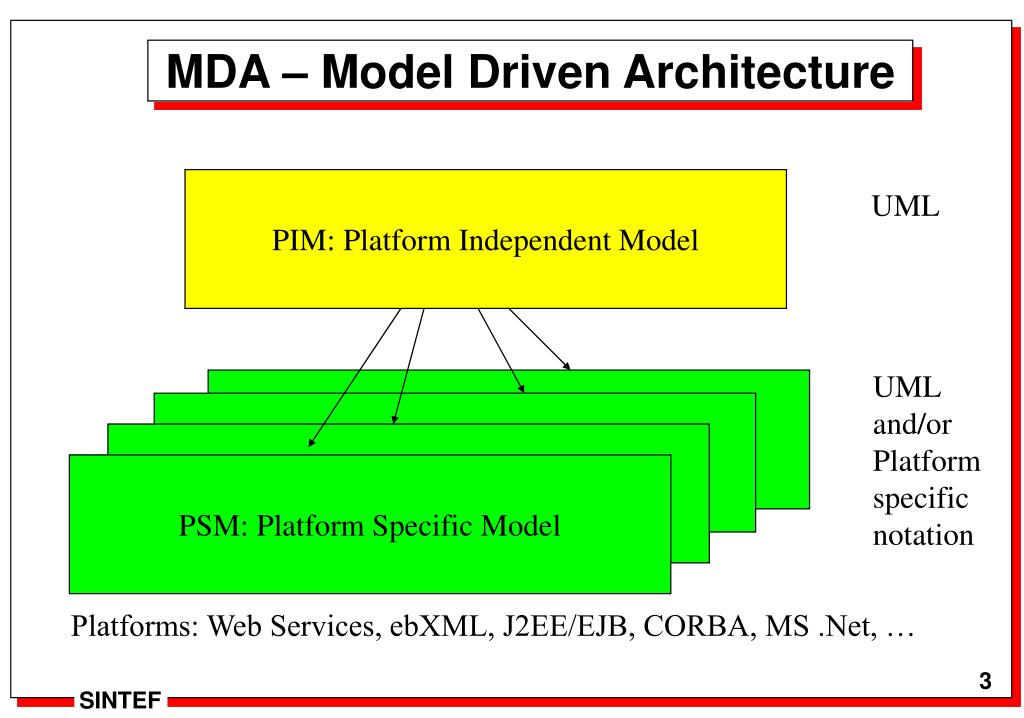 MDA – Model Driven Architecture
PIM: Platform Independent Model
UML
UML
and/or
Platform
specific
notation
PSM: Platform Specific Model
Platforms: Web Services, ebXML, J2EE/EJB, CORBA, MS .Net, …
3
SINTEF